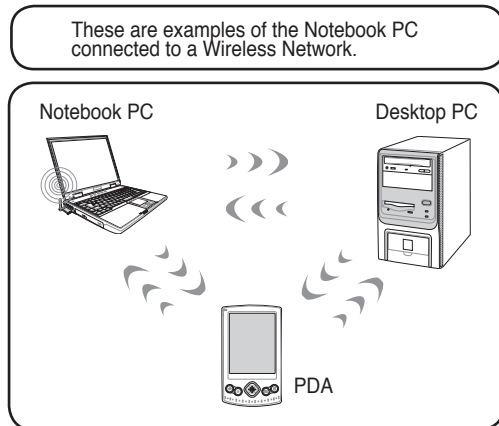 These are examples of the Notebook PC
connected to a Wireless Network.
Notebook PC
Desktop PC
PDA